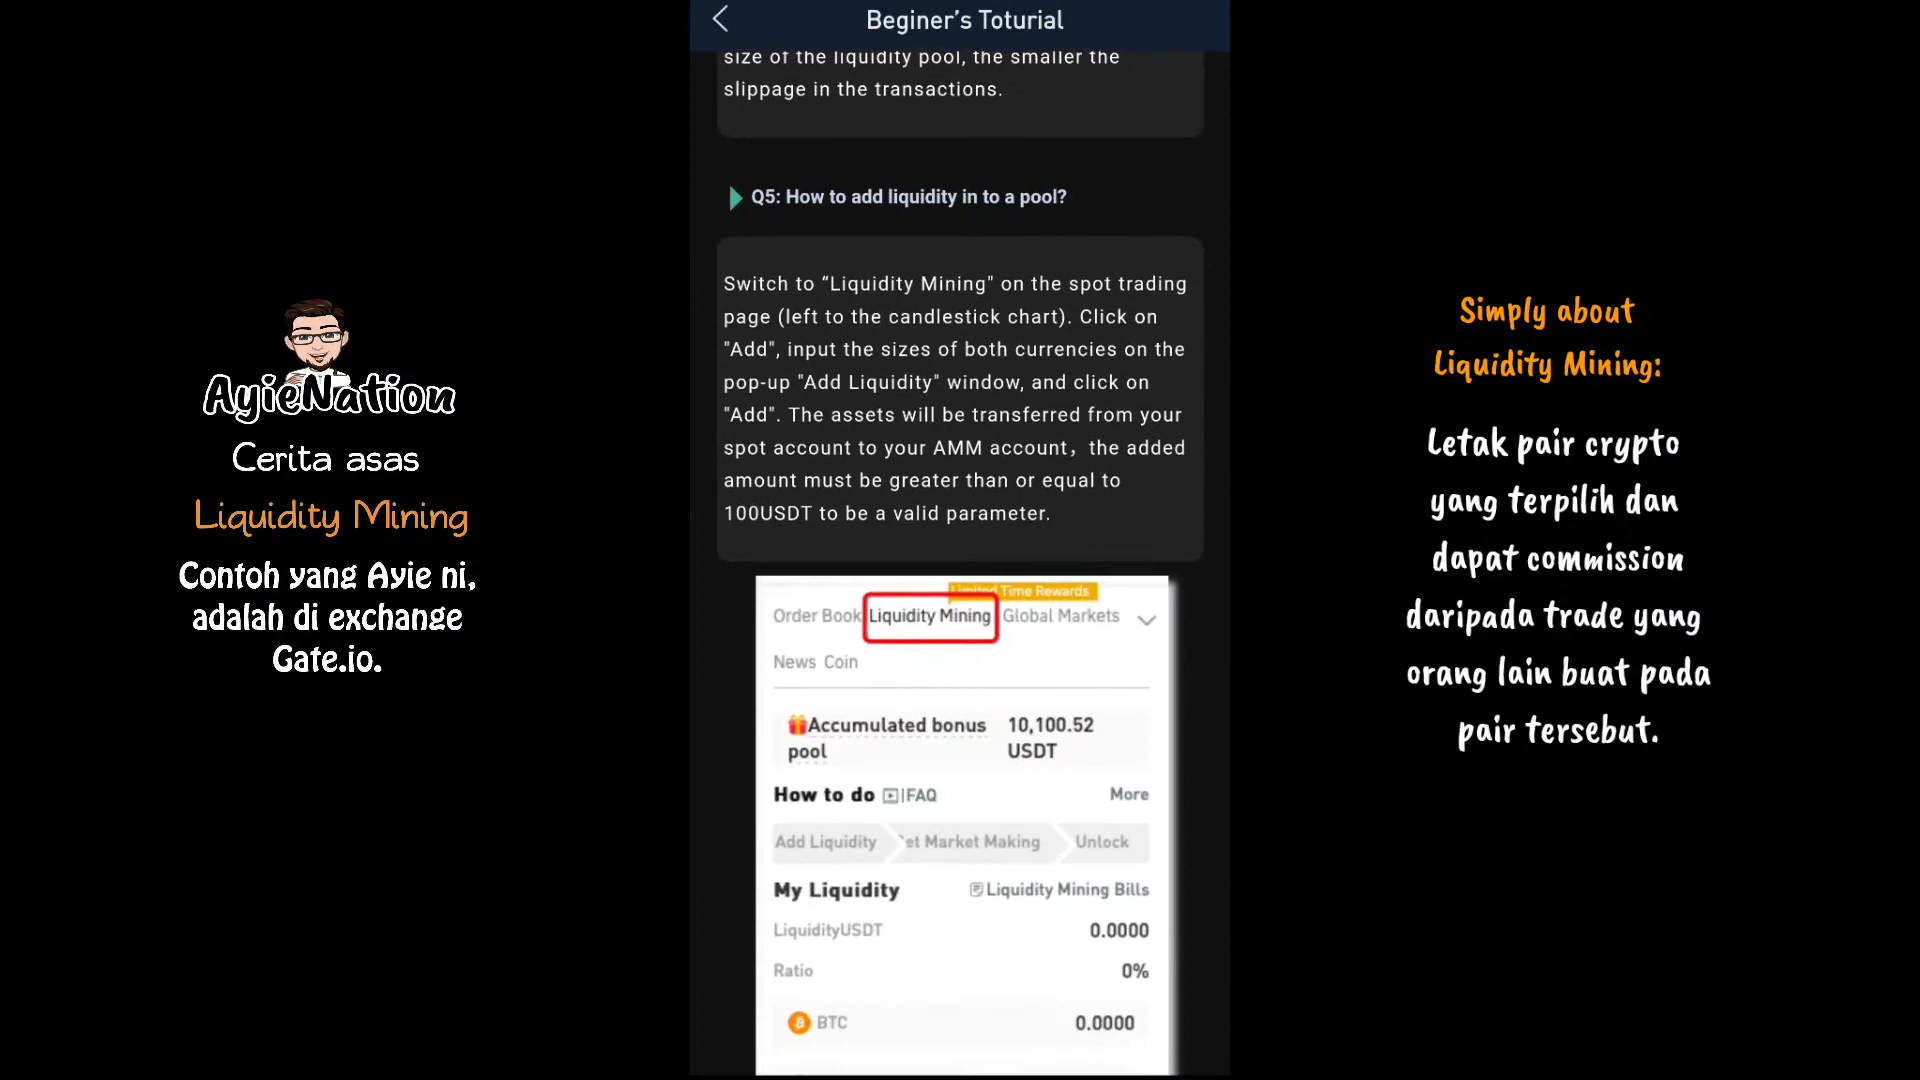 AyieNation
Cerita asas
Liquidity Mining
Contoh yang Ayie ni,
adalah di exchange
Gate.io.
Beginer's Toturial
size of the liquidity pool, the smaller the
slippage in the transactions.
Q5: How to add liquidity in to a pool?
Switch to “Liquidity Mining" on the spot trading
page (left to the candlestick chart). Click on
"Add", input the sizes of both currencies on the
pop-up "Add Liquidity" window, and click on
"Add". The assets will be transferred from your
spot account to your AMM account，the added
amount must be greater than or equal to
100USDT to be a valid parameter.
Limited Time Rewards
Order Book Liquidity Mining Global Markets
News Coin
Accumulated bonus 10,100.52
pool USDT
How to do |FAQ More
Add Liquidity et Market Making Unlock
My Liquidity Liquidity Mining Bills
LiquidityUSDT 0.0000
Ratio 0%
BTC 0.0000
Simply about
Liquidity Mining:
Letak pair crypto
yang terpilih dan
dapat commission
daripada trade yang
orang lain buat pada
pair tersebut.